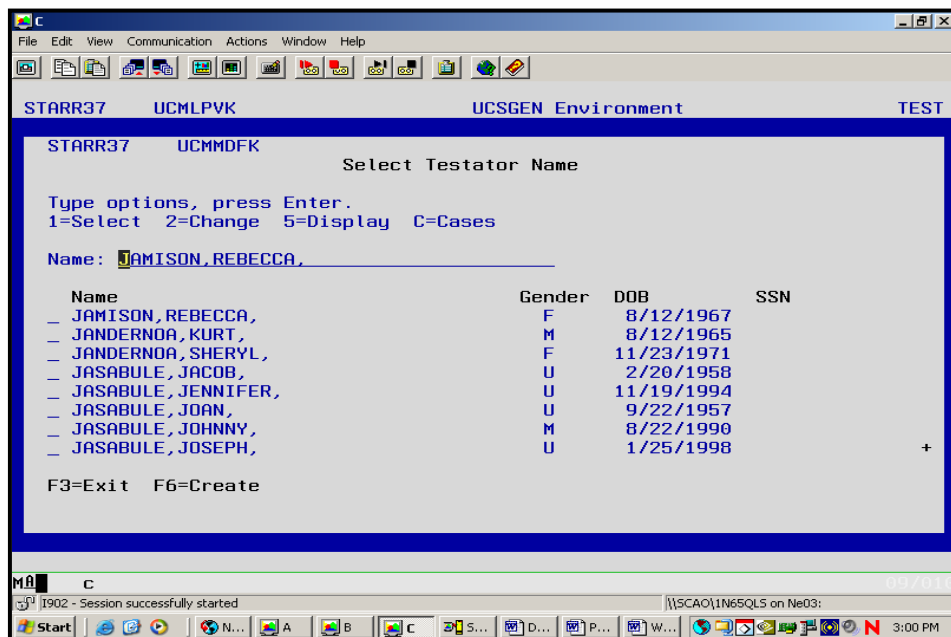 C
File Edit View Communication Actions Window Help
STARR37 UCMLPVK UCSGEN Environment TEST
STARR37 UCMMDFK
Select Testator Name
Type options, press Enter.
1=Select 2=Change 5=Display C=Cases
Name: JAMISON,REBECCA,
Name Gender DOB SSN
_ JAMISON,REBECCA, F 8/12/1967
_ JANDERNOA,KURT, M 8/12/1965
_ JANDERNOA,SHERYL, F 11/23/1971
_ JASABULE,JACOB, U 2/20/1958
_ JASABULE,JENNIFER, U 11/19/1994
_ JASABULE,JOAN, U 9/22/1957
_ JASABULE,JOHNNY, M 8/22/1990
_ JASABULE,JOSEPH, U 1/25/1998 +
F3=Exit F6=Create
MA C
I902 - Session successfully started \\SCAO\1N65QLS on Ne03:
Start N... A B C S... D... P... W... N 3:00 PM